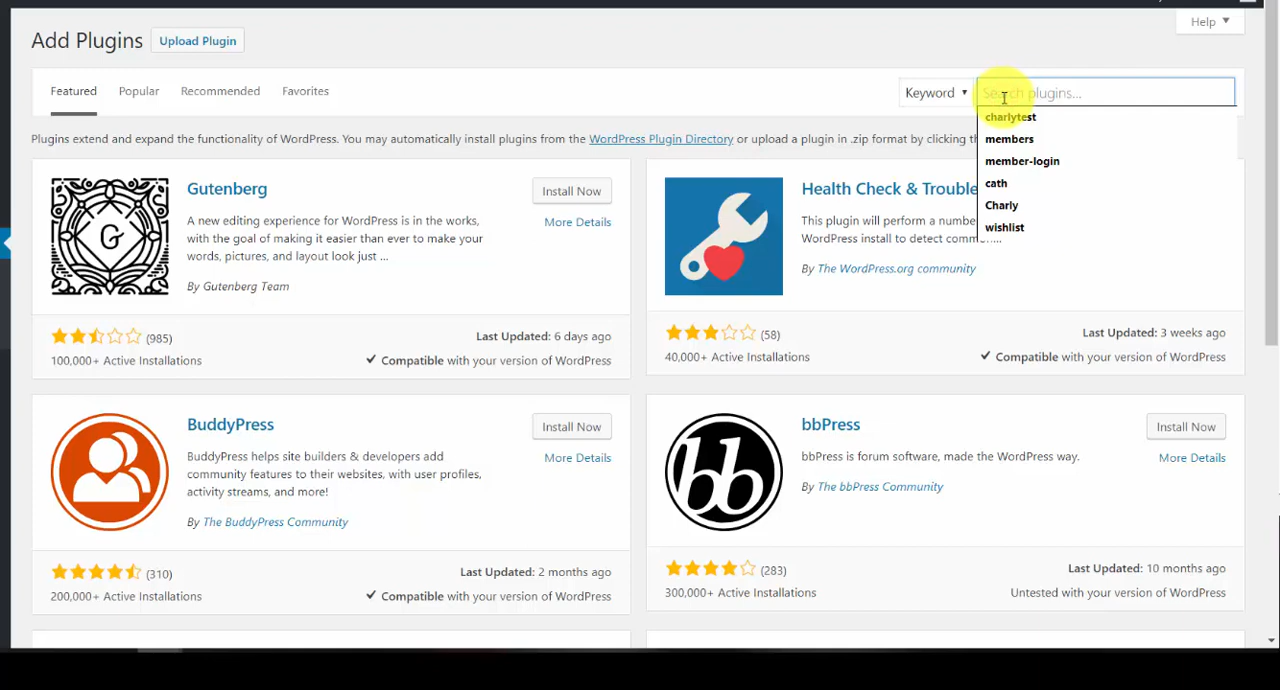 Help ▼
Add Plugins Upload Plugin
Featured Popular Recommended Favorites Keyword ▼ Search plugins...
charlytest
members
member-login
cath
Charly
wishlist
Plugins extend and expand the functionality of WordPress. You may automatically install plugins from the WordPress Plugin Directory or upload a plugin in .zip format by clicking the
Gutenberg
Install Now
More Details
A new editing experience for WordPress is in the works,
with the goal of making it easier than ever to make your
words, pictures, and layout look just ...
By Gutenberg Team
(985)
Last Updated: 6 days ago
100,000+ Active Installations
✔ Compatible with your version of WordPress
Health Check & Trouble
This plugin will perform a numbe
WordPress install to detect comm
By The WordPress.org community
(58)
Last Updated: 3 weeks ago
40,000+ Active Installations
✔ Compatible with your version of WordPress
BuddyPress
Install Now
More Details
BuddyPress helps site builders & developers add
community features to their websites, with user profiles,
activity streams, and more!
By The BuddyPress Community
(310)
Last Updated: 2 months ago
200,000+ Active Installations
✔ Compatible with your version of WordPress
bbPress
Install Now
More Details
bbPress is forum software, made the WordPress way.
By The bbPress Community
(283)
Last Updated: 10 months ago
300,000+ Active Installations
Untested with your version of WordPress